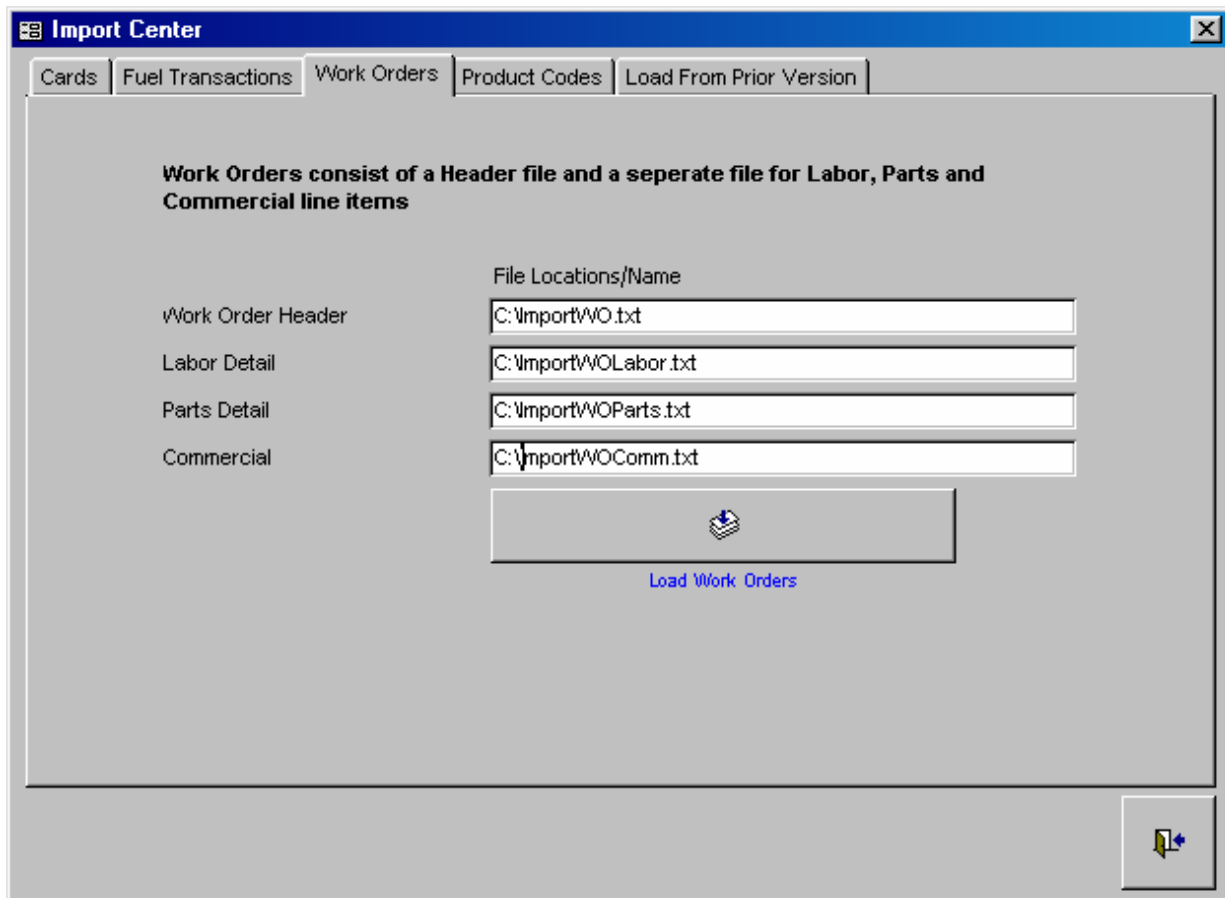 Import Center
Cards Fuel Transactions Work Orders Product Codes Load From Prior Version
Work Orders consist of a Header file and a seperate file for Labor, Parts and
Commercial line items
File Locations/Name
Work Order Header C:\ImportWO.txt
Labor Detail C:\ImportWOLabor.txt
Parts Detail C:\ImportWOParts.txt
Commercial C:\ImportWOComm.txt
Load Work Orders